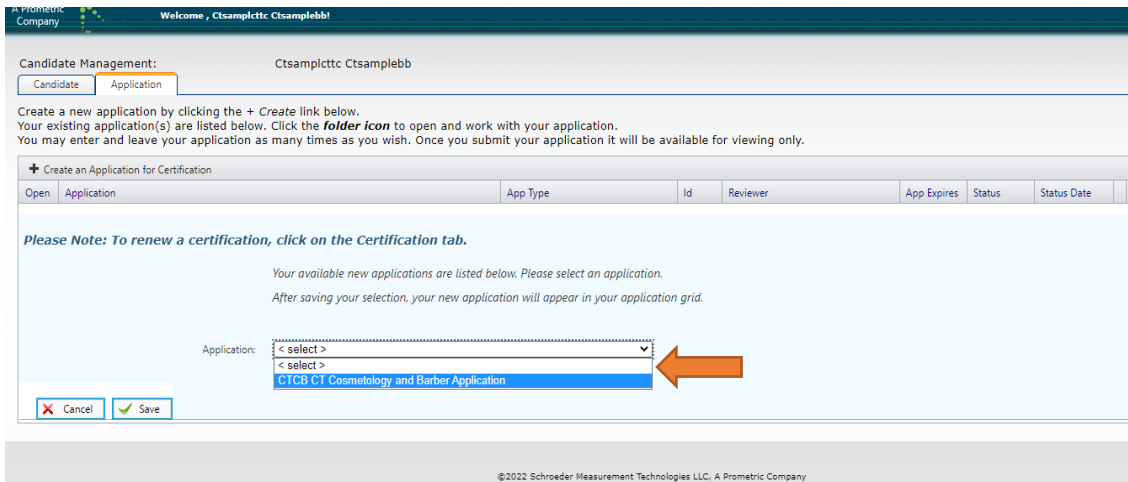 A Prometric
Company
Welcome , Ctsamplcttc Ctsamplebb!
Candidate Management: Ctsamplcttc Ctsamplebb
Candidate Application
Create a new application by clicking the + Create link below.
Your existing application(s) are listed below. Click the folder icon to open and work with your application.
You may enter and leave your application as many times as you wish. Once you submit your application it will be available for viewing only.
+ Create an Application for Certification
Open Application App Type Id Reviewer App Expires Status Status Date
Please Note: To renew a certification, click on the Certification tab.
Your available new applications are listed below. Please select an application.
After saving your selection, your new application will appear in your application grid.
Application: < select >
< select >
CTCB CT Cosmetology and Barber Application
Cancel Save
©2022 Schroeder Measurement Technologies LLC, A Prometric Company